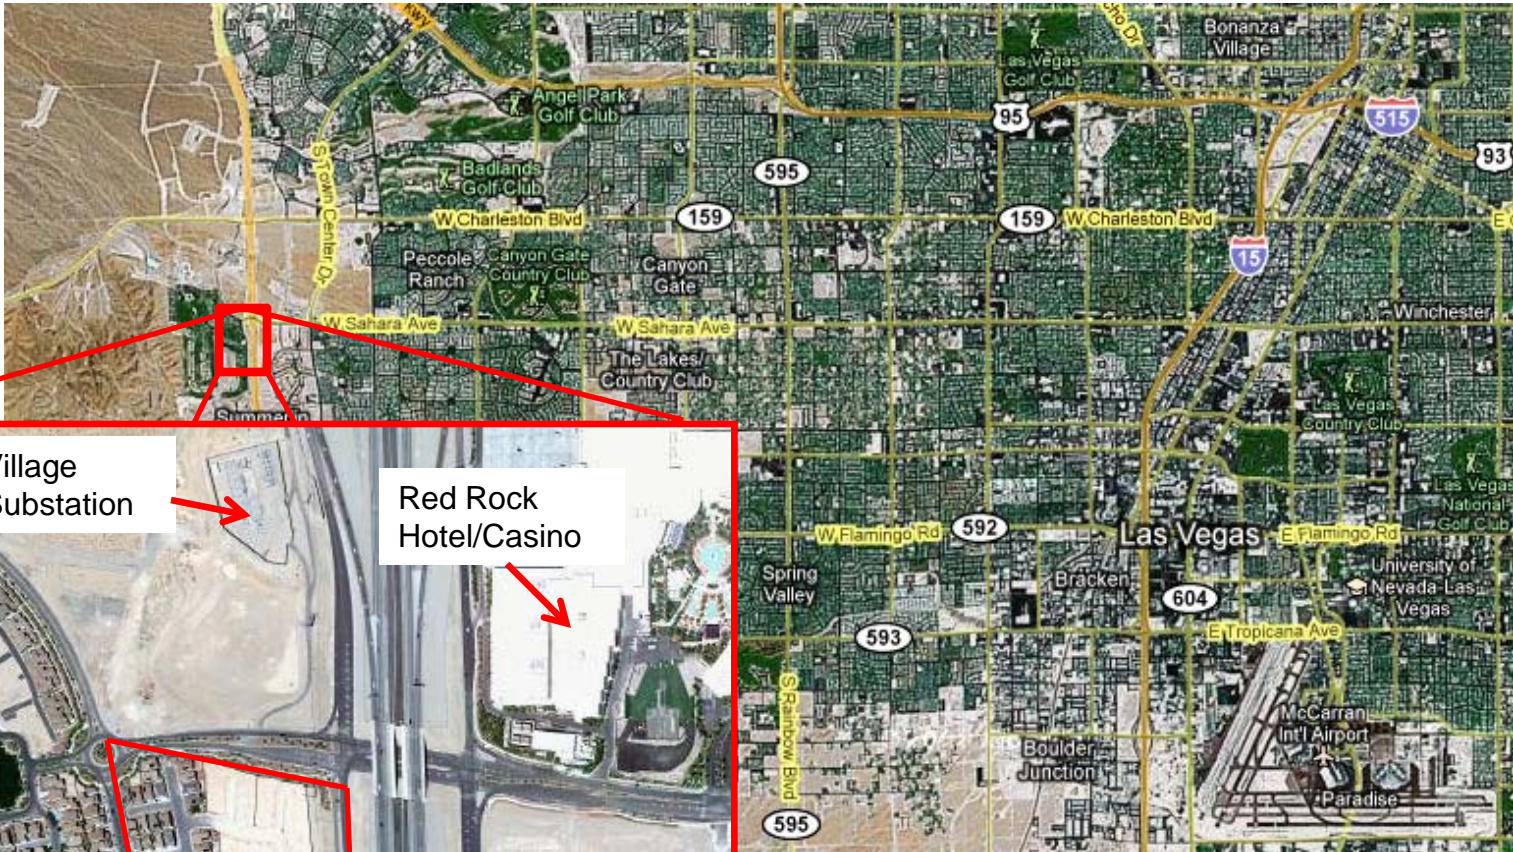 kwy
cho Dr
Bonanza
Village
Las Vegas
Golf Club
Angel Park
Golf Club
95
515
93
S Town Center Dr
Badlands
Golf Club
595
W Charleston Blvd
159
159
W Charleston Blvd
E
15
Peccole
Ranch
Canyon Gate
Country Club
Canyon
Gate
W Sahara Ave
W Sahara Ave
Winchester
The Lakes/
Country Club
Las Vegas
Country Club
Summerlin
Village
Substation
Red Rock
Hotel/Casino
Las Vegas
National
Golf Club
W Flamingo Rd
592
Las Vegas
E Flamingo Rd
Spring
Valley
Bracken
University of
Nevada-Las
Vegas
604
593
E Tropicana Ave
S Rainbow Blvd
McCarran
Int'l Airport
Boulder
Junction
Paradise
595